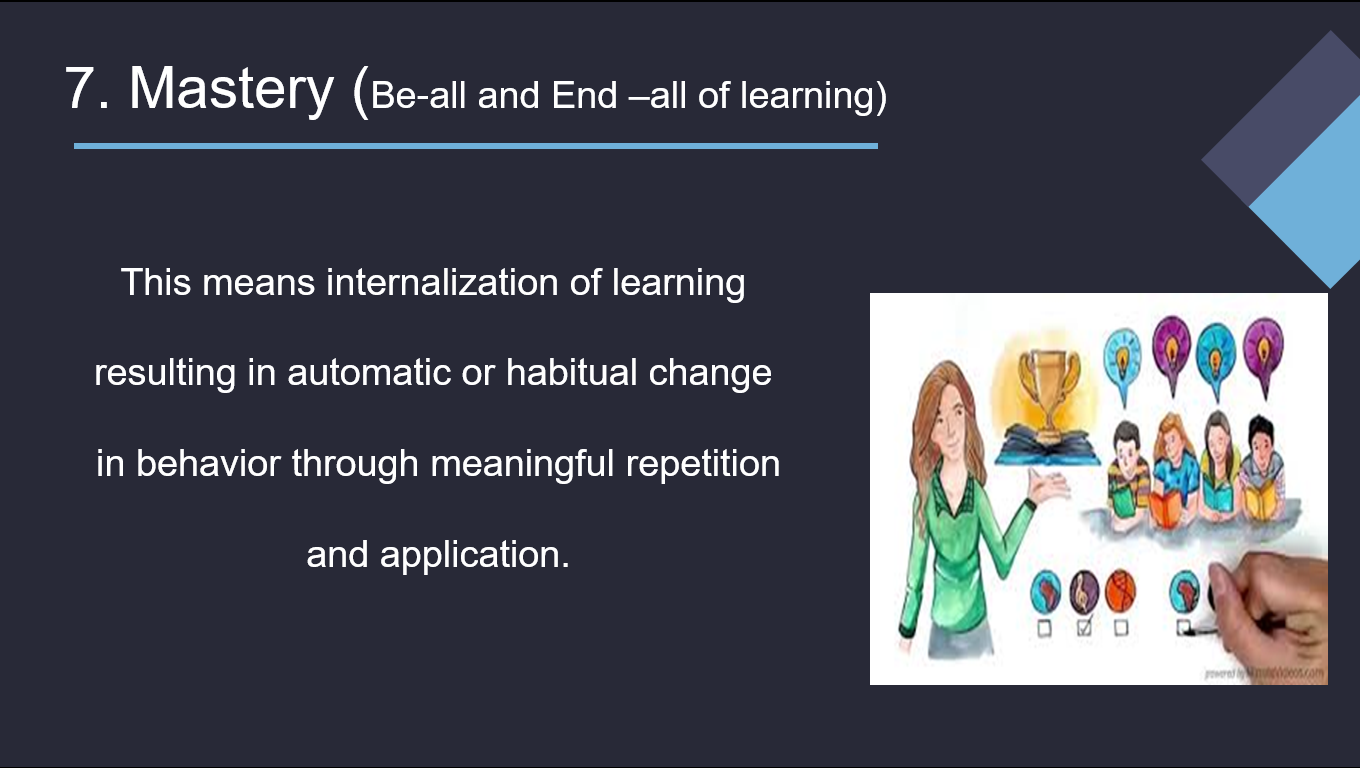 7. Mastery (Be-all and End –all of learning)
This means internalization of learning
resulting in automatic or habitual change
in behavior through meaningful repetition
and application.
powered by